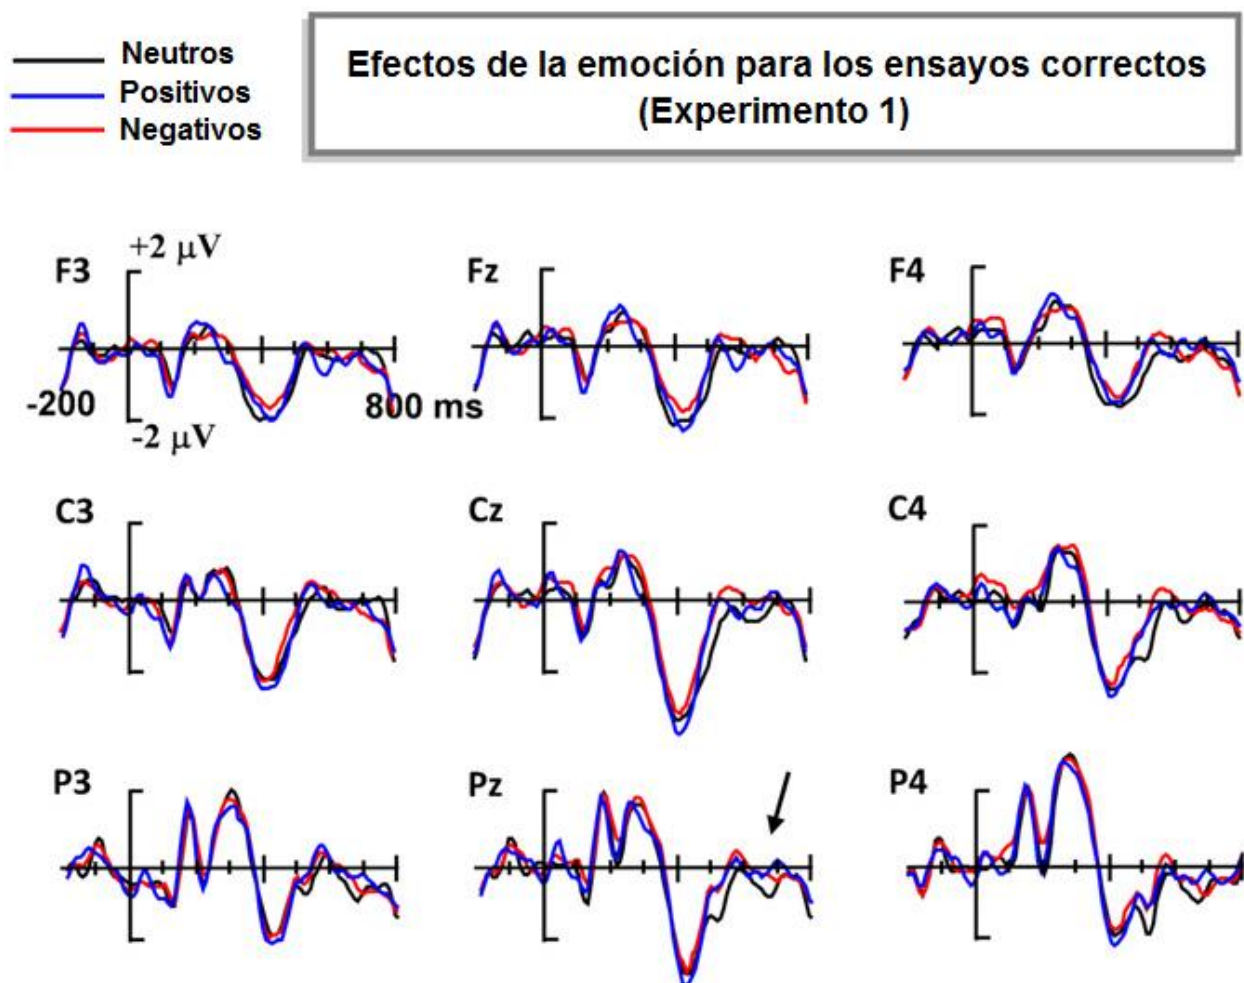 Neutros
Positivos
Negativos
Efectos de la emoción para los ensayos correctos
(Experimento 1)
F3
+2 μV
-200
-2 μV
800 ms
Fz
F4
C3
Cz
C4
P3
Pz
P4